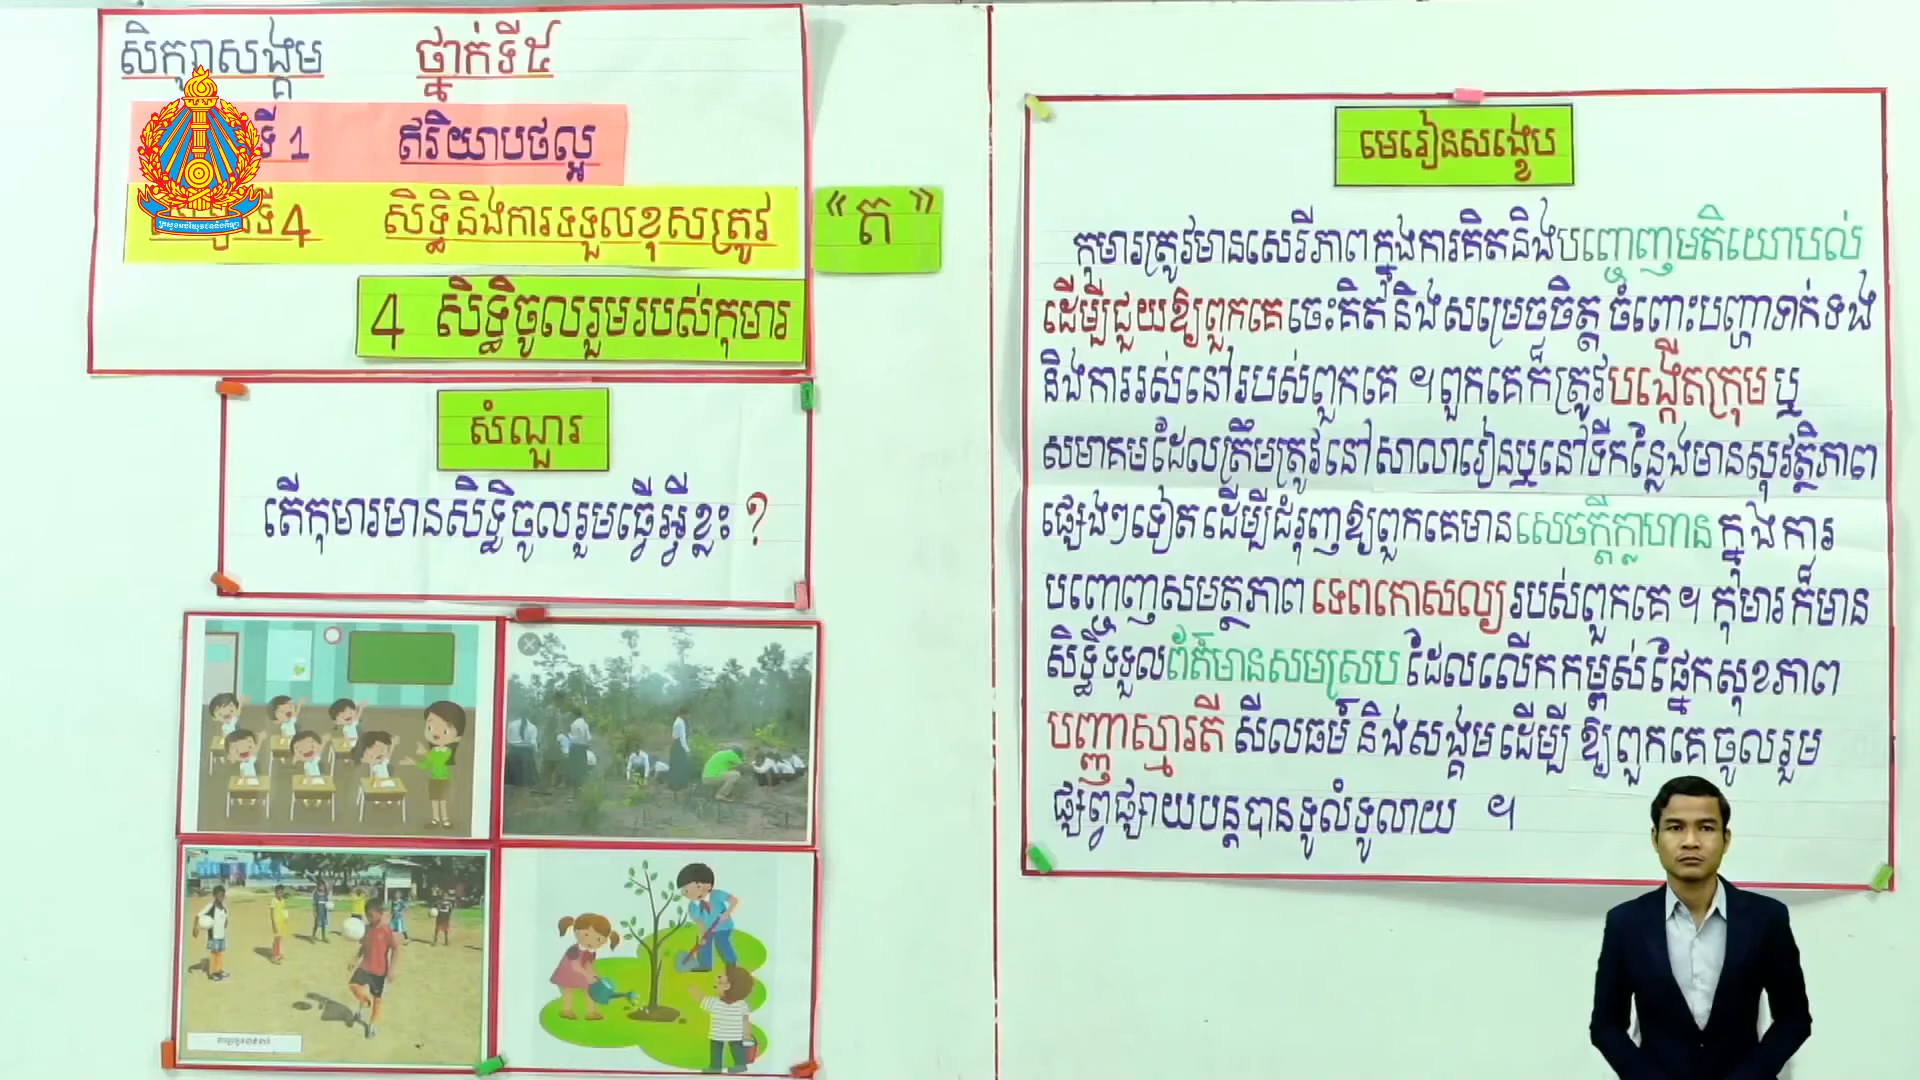 សិក្សាសង្គម ថ្នាក់ទី៥
ទី 1 ឥរិយាបថល្អ
ទី 4 សិទ្ធិនិងការទទួលខុសត្រូវ
“ត”
4 សិទ្ធិចូលរួមរបស់កុមារ
សំណួរ
តើកុមារមានសិទ្ធិចូលរួមធ្វើអ្វីខ្លះ ?
មេរៀនសង្ខេប
កុមារត្រូវមានសេរីភាពក្នុងការគិតនិងបញ្ចេញមតិយោបល់
ដើម្បីជួយឱ្យពួកគេចេះគិត និងសម្រេចចិត្ត ចំពោះបញ្ហាទាក់ទង
នឹងការរស់នៅរបស់ពួកគេ ។ ពួកគេក៏ត្រូវបង្កើតក្រុម ឬ
សមាគមដែលត្រឹមត្រូវនៅសាលារៀនឬនៅទីកន្លែងមានសុវត្ថិភាព
ផ្សេងៗទៀតដើម្បីជំរុញឱ្យពួកគេមានសេចក្តីក្លាហានក្នុងការ
បញ្ចេញសមត្ថភាព ទេពកោសល្យ របស់ពួកគេ ។ កុមារក៏មាន
សិទ្ធិទទួលព័ត៌មានសមស្រប ដែលលើកកម្ពស់ផ្នែកសុខភាព
បញ្ញាស្មារតី សីលធម៌ និងសង្គមដើម្បី ឱ្យពួកគេចូលរួម
ផ្សព្វផ្សាយបន្តបានទូលំទូលាយ ។